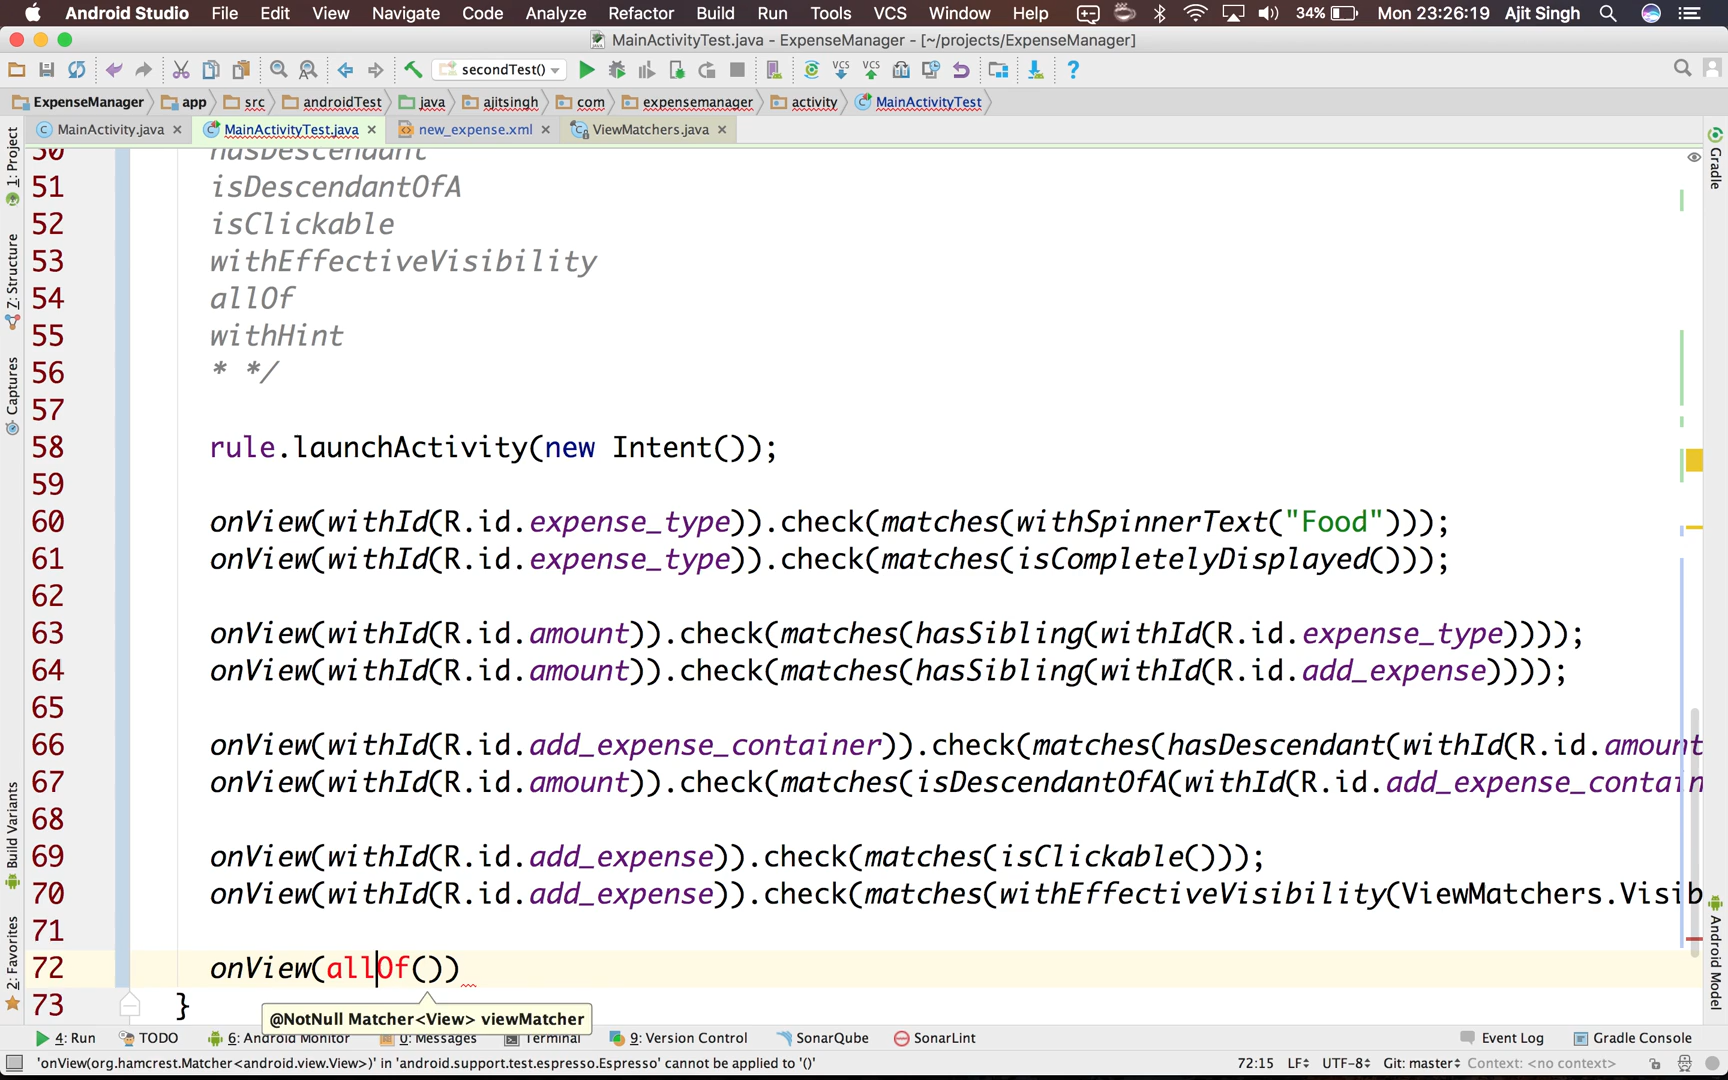 Android Studio File Edit View Navigate Code Analyze Refactor Build Run Tools VCS Window Help 34% Mon 23:26:19 Ajit Singh
MainActivityTest.java - ExpenseManager - [~/projects/ExpenseManager]
secondTest() VCS VCS ?
ExpenseManager app src androidTest java ajitsingh com expensemanager activity MainActivityTest
MainActivity.java MainActivityTest.java new_expense.xml ViewMatchers.java
1: Project
Z: Structure
Captures
Build Variants
2: Favorites
Gradle
Android Model
50 hasDescendant
51 isDescendantOfA
52 isClickable
53 withEffectiveVisibility
54 allOf
55 withHint
56 * */
57
58 rule.launchActivity(new Intent());
59
60 onView(withId(R.id.expense_type)).check(matches(withSpinnerText("Food")));
61 onView(withId(R.id.expense_type)).check(matches(isCompletelyDisplayed()));
62
63 onView(withId(R.id.amount)).check(matches(hasSibling(withId(R.id.expense_type))));
64 onView(withId(R.id.amount)).check(matches(hasSibling(withId(R.id.add_expense))));
65
66 onView(withId(R.id.add_expense_container)).check(matches(hasDescendant(withId(R.id.amount
67 onView(withId(R.id.amount)).check(matches(isDescendantOfA(withId(R.id.add_expense_contain
68
69 onView(withId(R.id.add_expense)).check(matches(isClickable()));
70 onView(withId(R.id.add_expense)).check(matches(withEffectiveVisibility(ViewMatchers.Visib
71
72 onView(allOf())
73 }
@NotNull Matcher<View> viewMatcher
4: Run TODO 6: Android Monitor 0: Messages Terminal 9: Version Control SonarQube SonarLint Event Log Gradle Console
'onView(org.hamcrest.Matcher<android.view.View>)' in 'android.support.test.espresso.Espresso' cannot be applied to '()' 72:15 LF UTF-8 Git: master Context: <no context>